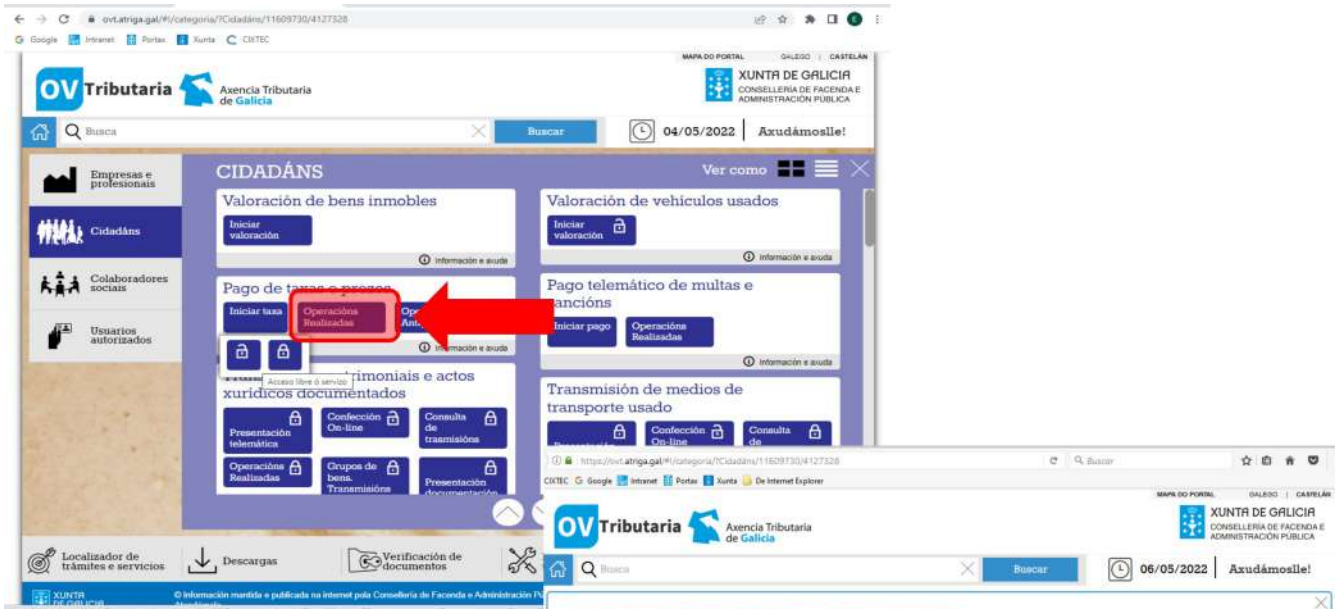 ovt.atriga.gal/#!/categoria/?Cidadáns/11609730/4127328
Google Intranet Portax Xunta CIXTEC
MAPA DO PORTAL GALEGO | CASTELÁN
OV Tributaria Axencia Tributaria
de Galicia
XUNTA DE GALICIA
CONSELLERÍA DE FACENDA E
ADMINISTRACIÓN PÚBLICA
Busca Buscar 04/05/2022 Axudámoslle!
Empresas e
profesionais
Cidadáns
Colaboradores
sociais
Usuarios
autorizados
CIDADÁNS Ver como
Valoración de bens inmobles
Iniciar
valoración
Información e axuda
Valoración de vehículos usados
Iniciar
valoración
Información e axuda
Pago de taxas e prezos
Iniciar taxa Operacións
Realizadas
Información e axuda
Acceso libre ó servizo
Pago telemático de multas e
sancións
Iniciar pago Operacións
Realizadas
Información e axuda
trimoniais e actos
xurídicos documentados
Presentación
telemática
Confección
On-line
Consulta
de
trasmisións
Operacións
Realizadas
Grupos de
bens.
Transmisións
Presentación
documentación
Transmisión de medios de
transporte usado
Presentación
Confección
On-line
Consulta
de
Localizador de
trámites e servicios
Descargas
Verificación de
documentos
XUNTA
DE GALICIA
© Información mantida e publicada na internet pola Consellería de Facenda e Administración
Atendémolo
https://ovt.atriga.gal/#!/categoria/?Cidadáns/11609730/4127328 Buscar
CIXTEC Google Intranet Portax Xunta De Internet Explorer
MAPA DO PORTAL GALEGO | CASTELÁN
OV Tributaria Axencia Tributaria
de Galicia
XUNTA DE GALICIA
CONSELLERÍA DE FACENDA E
ADMINISTRACIÓN PÚBLICA
Busca Buscar 06/05/2022 Axudámoslle!